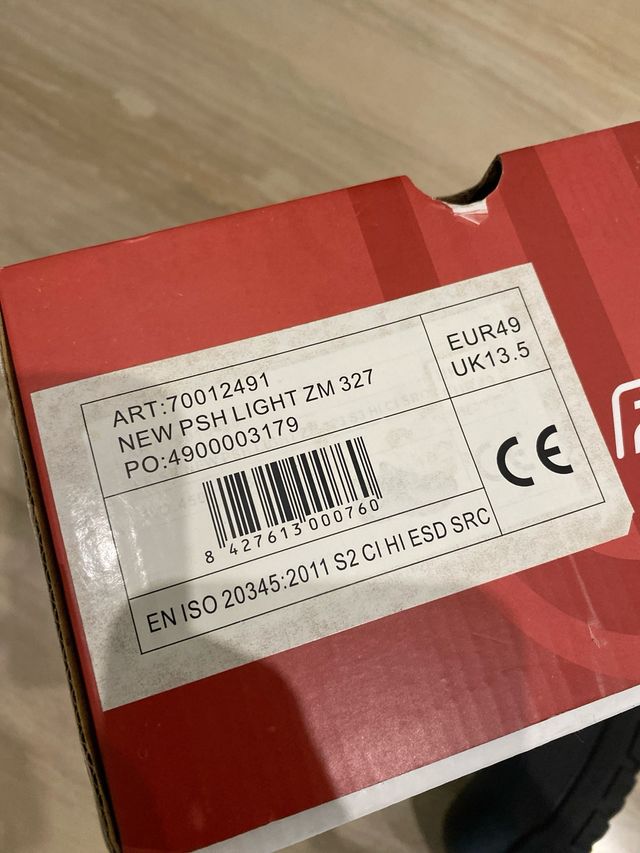 ART:70012491
NEW PSH LIGHT ZM 327
PO:4900003179
EUR49
UK13.5
8 427613 000760
CE
EN ISO 20345:2011 S2 CI HI ESD SRC